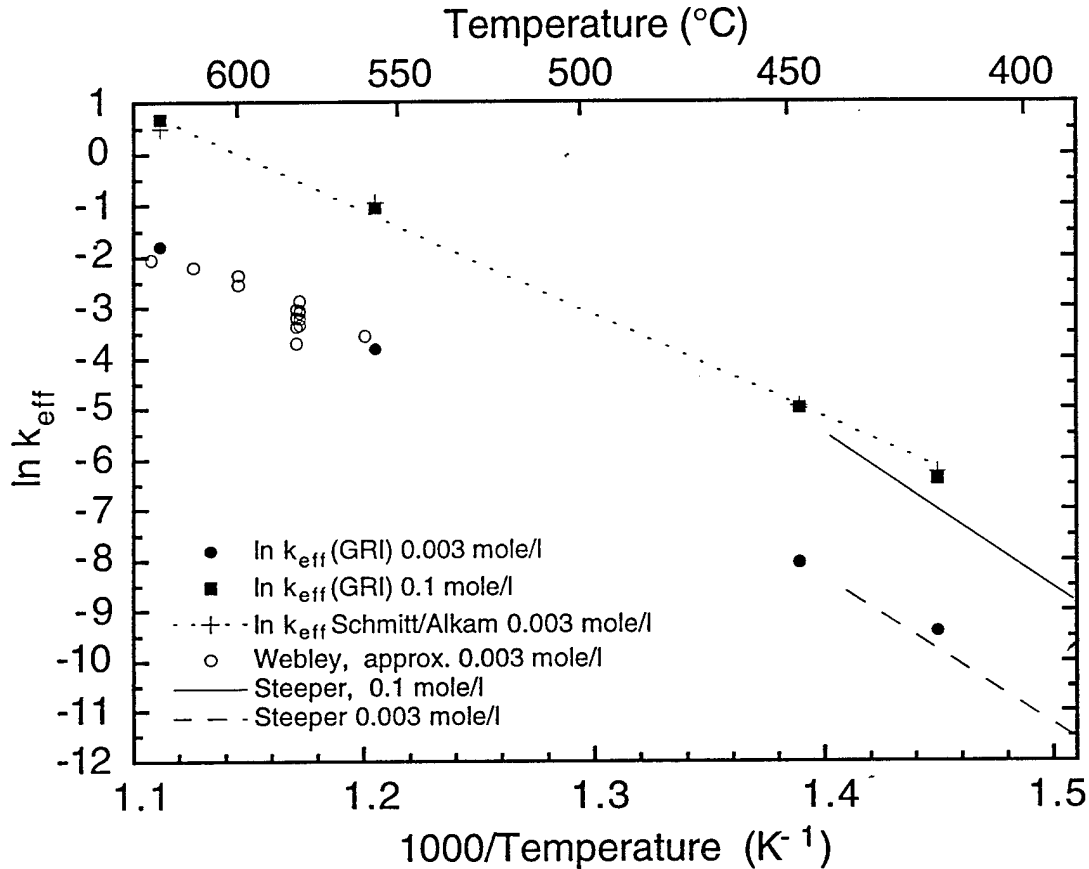 Temperature (°C)
600 550 500 450 400
1
0
-1
-2
-3
-4
-5
-6
-7
-8
-9
-10
-11
-12
ln k_eff
ln k_eff (GRI) 0.003 mole/l
ln k_eff (GRI) 0.1 mole/l
ln k_eff Schmitt/Alkam 0.003 mole/l
Webley, approx. 0.003 mole/l
Steeper, 0.1 mole/l
Steeper 0.003 mole/l
1.1 1.2 1.3 1.4 1.5
1000/Temperature (K⁻¹)